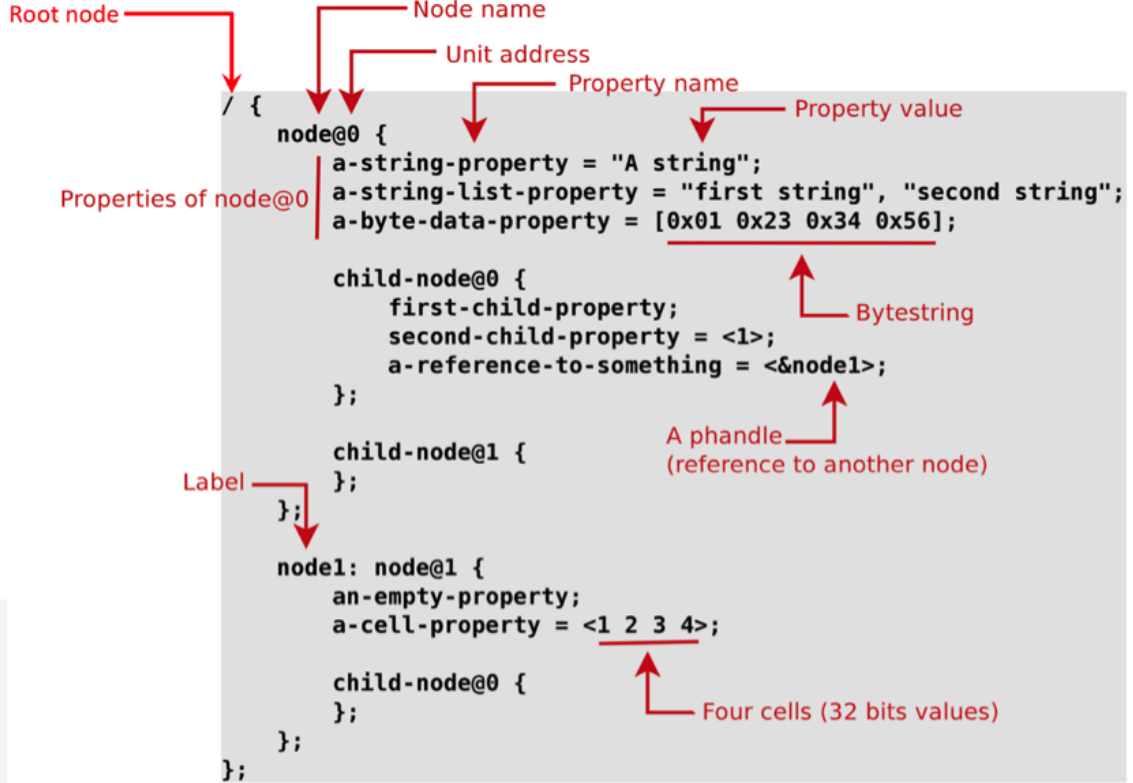 Root node
Node name
Unit address
Property name
Property value
/ {
node@0 {
a-string-property = "A string";
Properties of node@0
a-string-list-property = "first string", "second string";
a-byte-data-property = [0x01 0x23 0x34 0x56];
child-node@0 {
first-child-property;
Bytestring
second-child-property = <1>;
a-reference-to-something = <&node1>;
};
A phandle
(reference to another node)
child-node@1 {
Label
};
};
node1: node@1 {
an-empty-property;
a-cell-property = <1 2 3 4>;
child-node@0 {
Four cells (32 bits values)
};
};
};